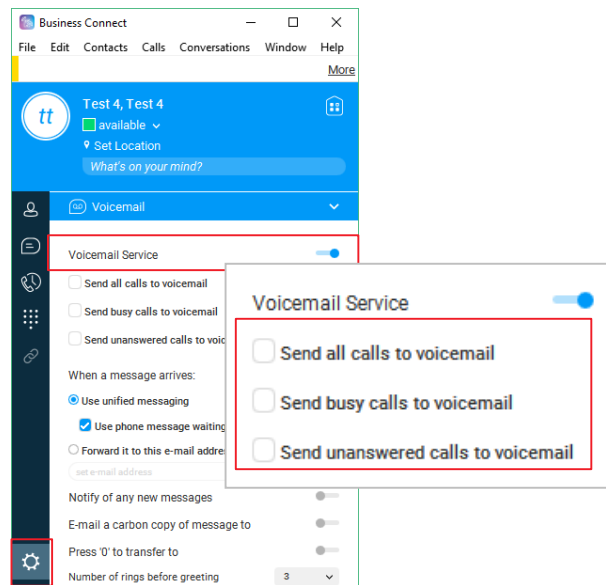 Business Connect
File Edit Contacts Calls Conversations Window Help
More
tt
Test 4, Test 4
available
Set Location
What's on your mind?
Voicemail
Voicemail Service
Send all calls to voicemail
Send busy calls to voicemail
Send unanswered calls to voic
When a message arrives:
Use unified messaging
Use phone message waiting
Forward it to this e-mail addre
set e-mail address
Notify of any new messages
E-mail a carbon copy of message to
Press '0' to transfer to
Number of rings before greeting 3
Voicemail Service
Send all calls to voicemail
Send busy calls to voicemail
Send unanswered calls to voicemail